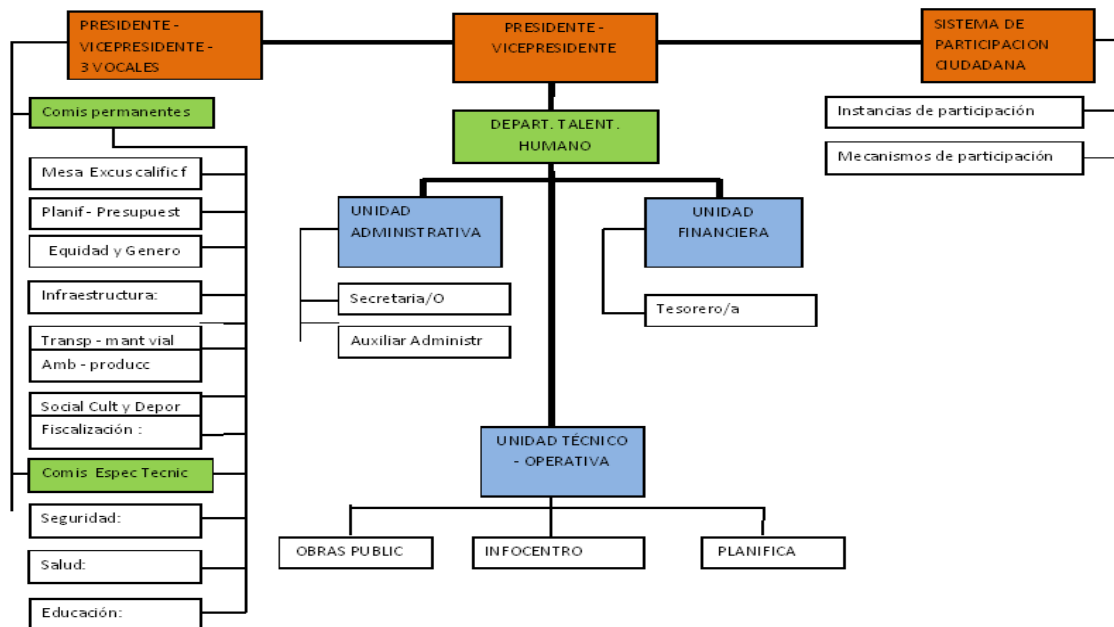 PRESIDENTE -
VICEPRESIDENTE -
3 VOCALES
PRESIDENTE -
VICEPRESIDENTE
SISTEMA DE
PARTICIPACION
CIUDADANA
Comis permanentes
Mesa Excus calific f
Planif - Presupuest
Equidad y Genero
Infraestructura:
Transp - mant vial
Amb - producc
Social Cult y Depor
Fiscalización :
Comis Espec Tecnic
Seguridad:
Salud:
Educación:
DEPART. TALENT.
HUMANO
UNIDAD
ADMINISTRATIVA
Secretaria/O
Auxiliar Administr
UNIDAD
FINANCIERA
Tesorero/a
UNIDAD TÉCNICO
- OPERATIVA
OBRAS PUBLIC
INFOCENTRO
PLANIFICA
Instancias de participación
Mecanismos de participación